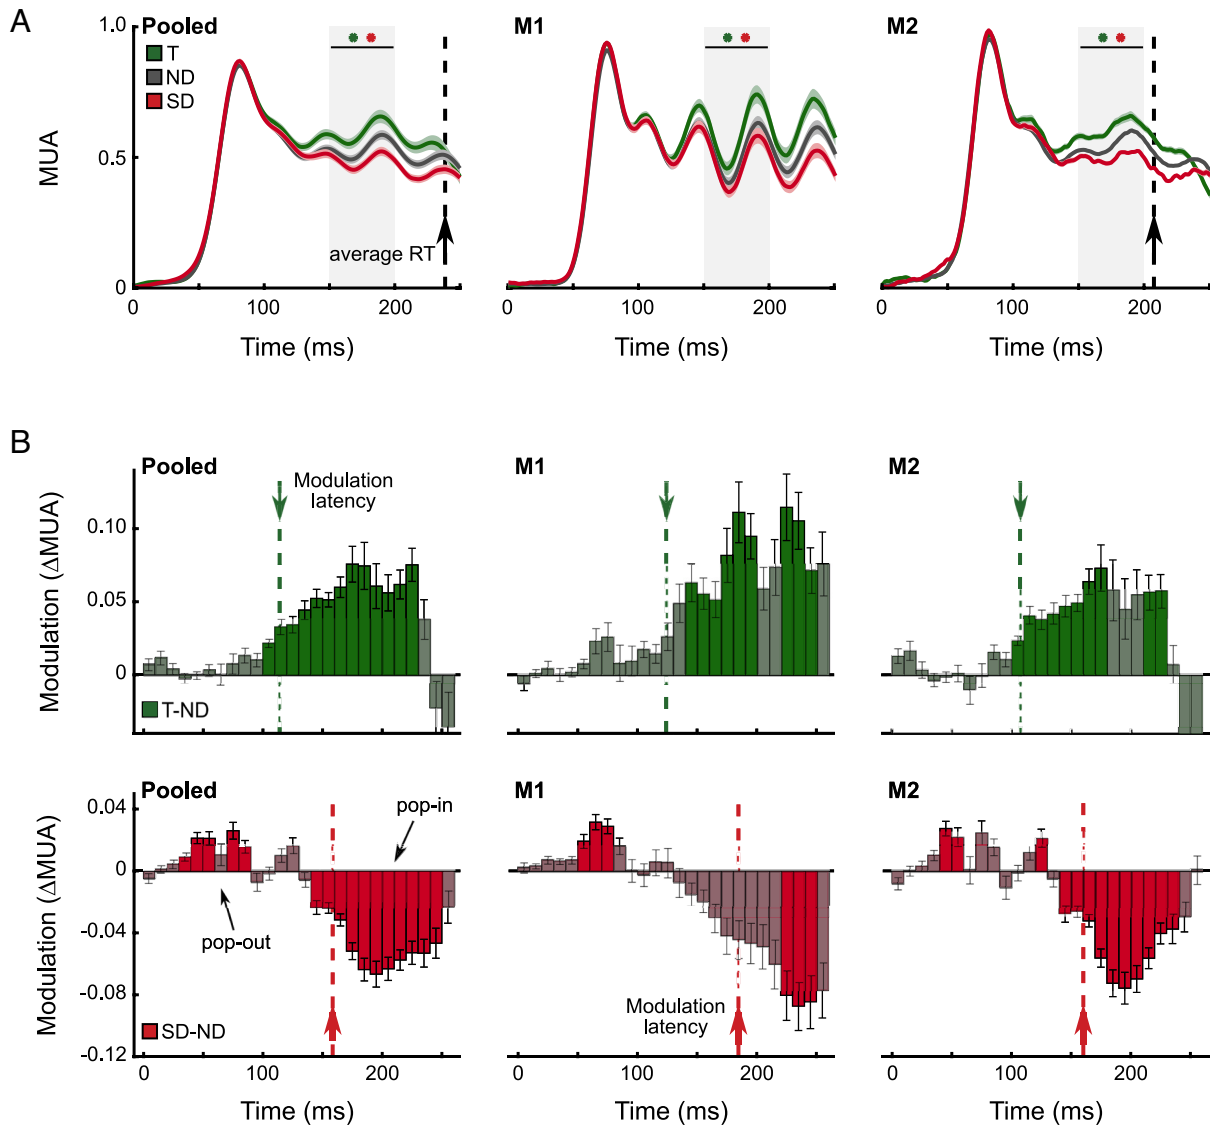 A
Pooled
M1
M2
1.0
0.5
0
MUA
T
ND
SD
average RT
0 100 200
0 100 200
0 100 200
Time (ms)
Time (ms)
Time (ms)
B
Pooled
M1
M2
Modulation latency
0.10
0.05
0
Modulation (ΔMUA)
T-ND
Pooled
M1
M2
0.04
0
-0.04
-0.08
-0.12
Modulation (ΔMUA)
pop-in
pop-out
Modulation latency
SD-ND
0 100 200
0 100 200
0 100 200
Time (ms)
Time (ms)
Time (ms)